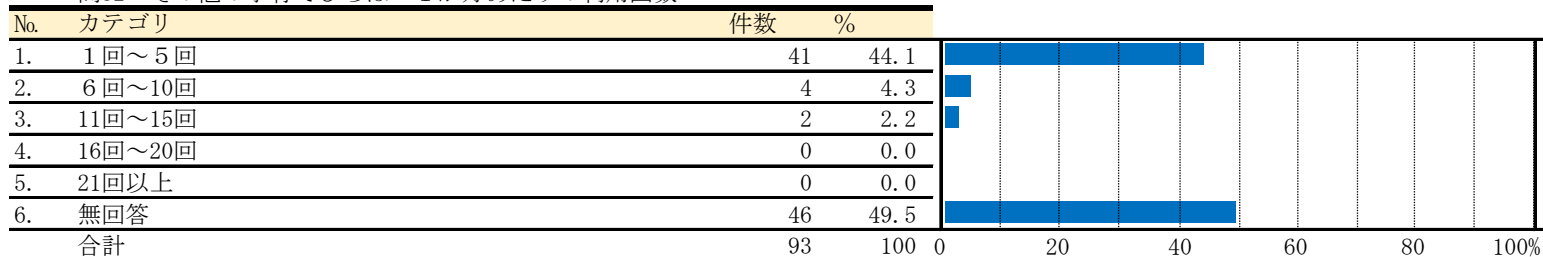 № カテゴリ 件数 %
1. 1回～5回 41 44.1
2. 6回～10回 4 4.3
3. 11回～15回 2 2.2
4. 16回～20回 0 0.0
5. 21回以上 0 0.0
6. 無回答 46 49.5
合計 93 100 0 20 40 60 80 100%